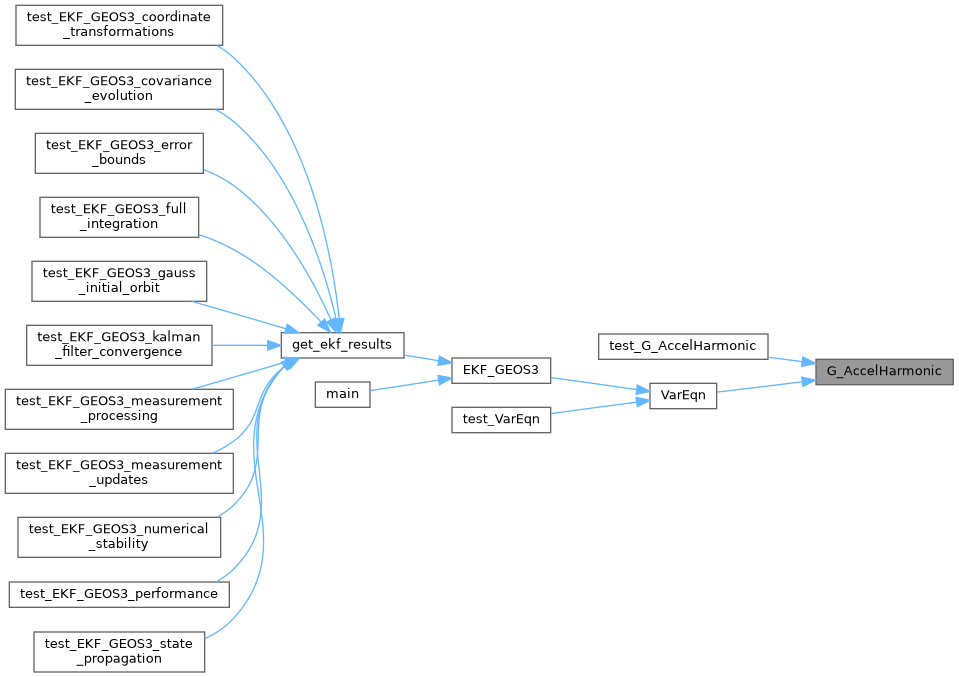 test_EKF_GEOS3_coordinate
_transformations
test_EKF_GEOS3_covariance
_evolution
test_EKF_GEOS3_error
_bounds
test_EKF_GEOS3_full
_integration
test_EKF_GEOS3_gauss
_initial_orbit
test_EKF_GEOS3_kalman
_filter_convergence
test_EKF_GEOS3_measurement
_processing
test_EKF_GEOS3_measurement
_updates
test_EKF_GEOS3_numerical
_stability
test_EKF_GEOS3_performance
test_EKF_GEOS3_state
_propagation
get_ekf_results
main
EKF_GEOS3
test_VarEqn
test_G_AccelHarmonic
VarEqn
G_AccelHarmonic